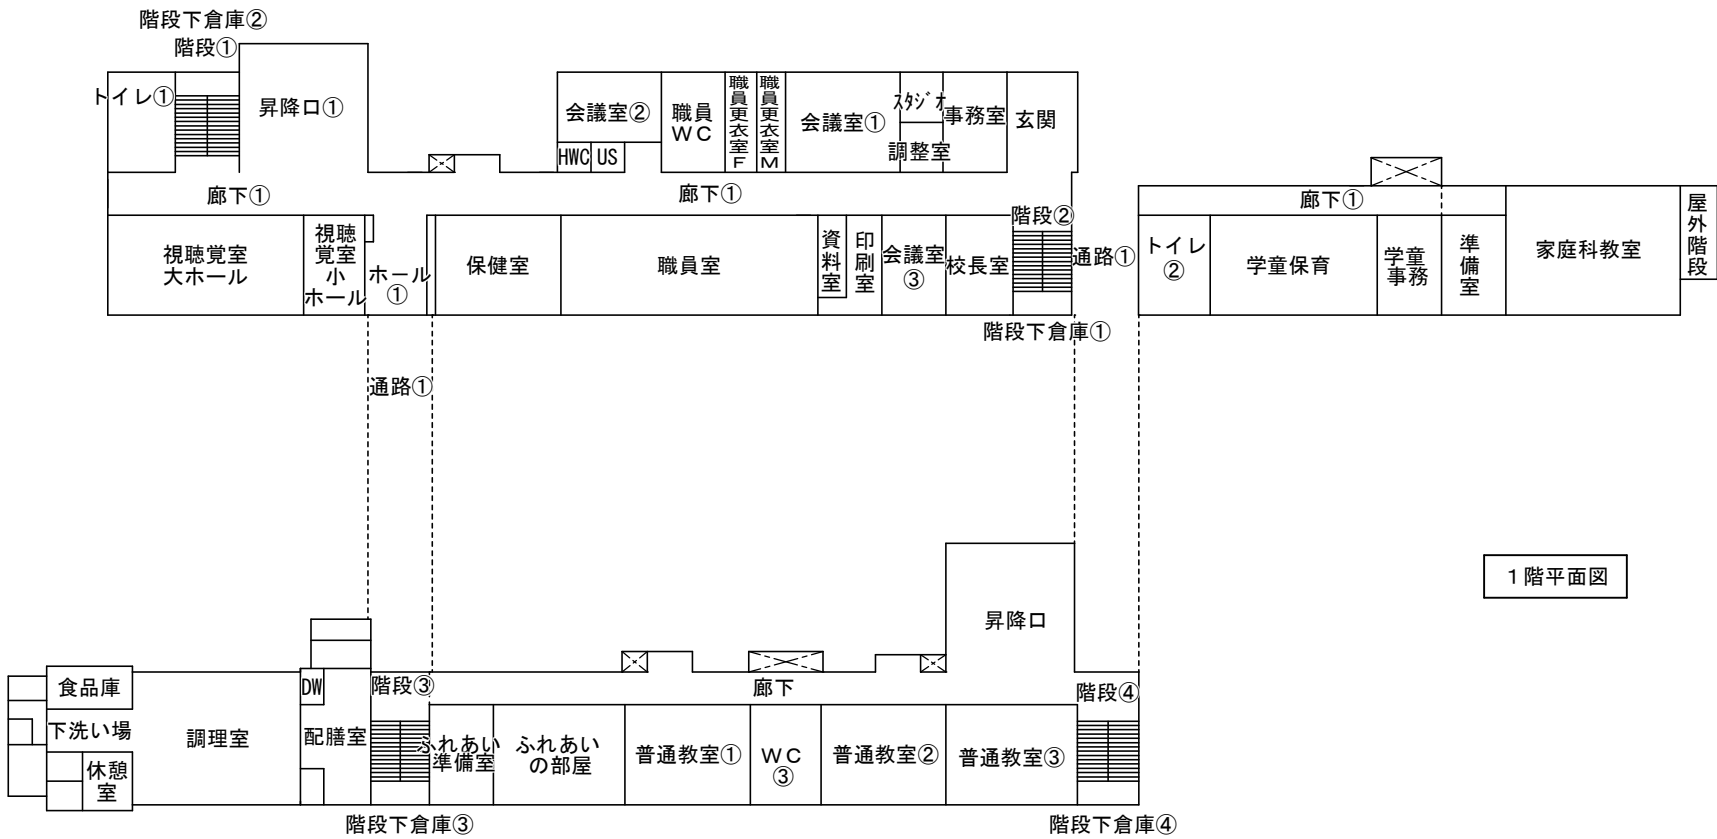 階段下倉庫②
階段①
トイレ①
昇降口①
会議室②
HWC
US
職員
ＷＣ
職員更衣室F
職員更衣室M
会議室①
ｽﾀｼﾞｵ
調整室
事務室
玄関
廊下①
廊下①
廊下①
視聴覚室
大ホール
視聴
覚室
小
ホール
ホール
①
保健室
職員室
資料室
印刷室
会議室
③
校長室
階段②
通路①
トイレ
②
学童保育
学童
事務
準備室
家庭科教室
屋外階段
階段下倉庫①
通路①
１階平面図
昇降口
食品庫
下洗い場
休憩
室
調理室
DW
配膳室
階段③
廊下
階段④
ふれあい
準備室
ふれあい
の部屋
普通教室①
ＷＣ
③
普通教室②
普通教室③
階段下倉庫③
階段下倉庫④